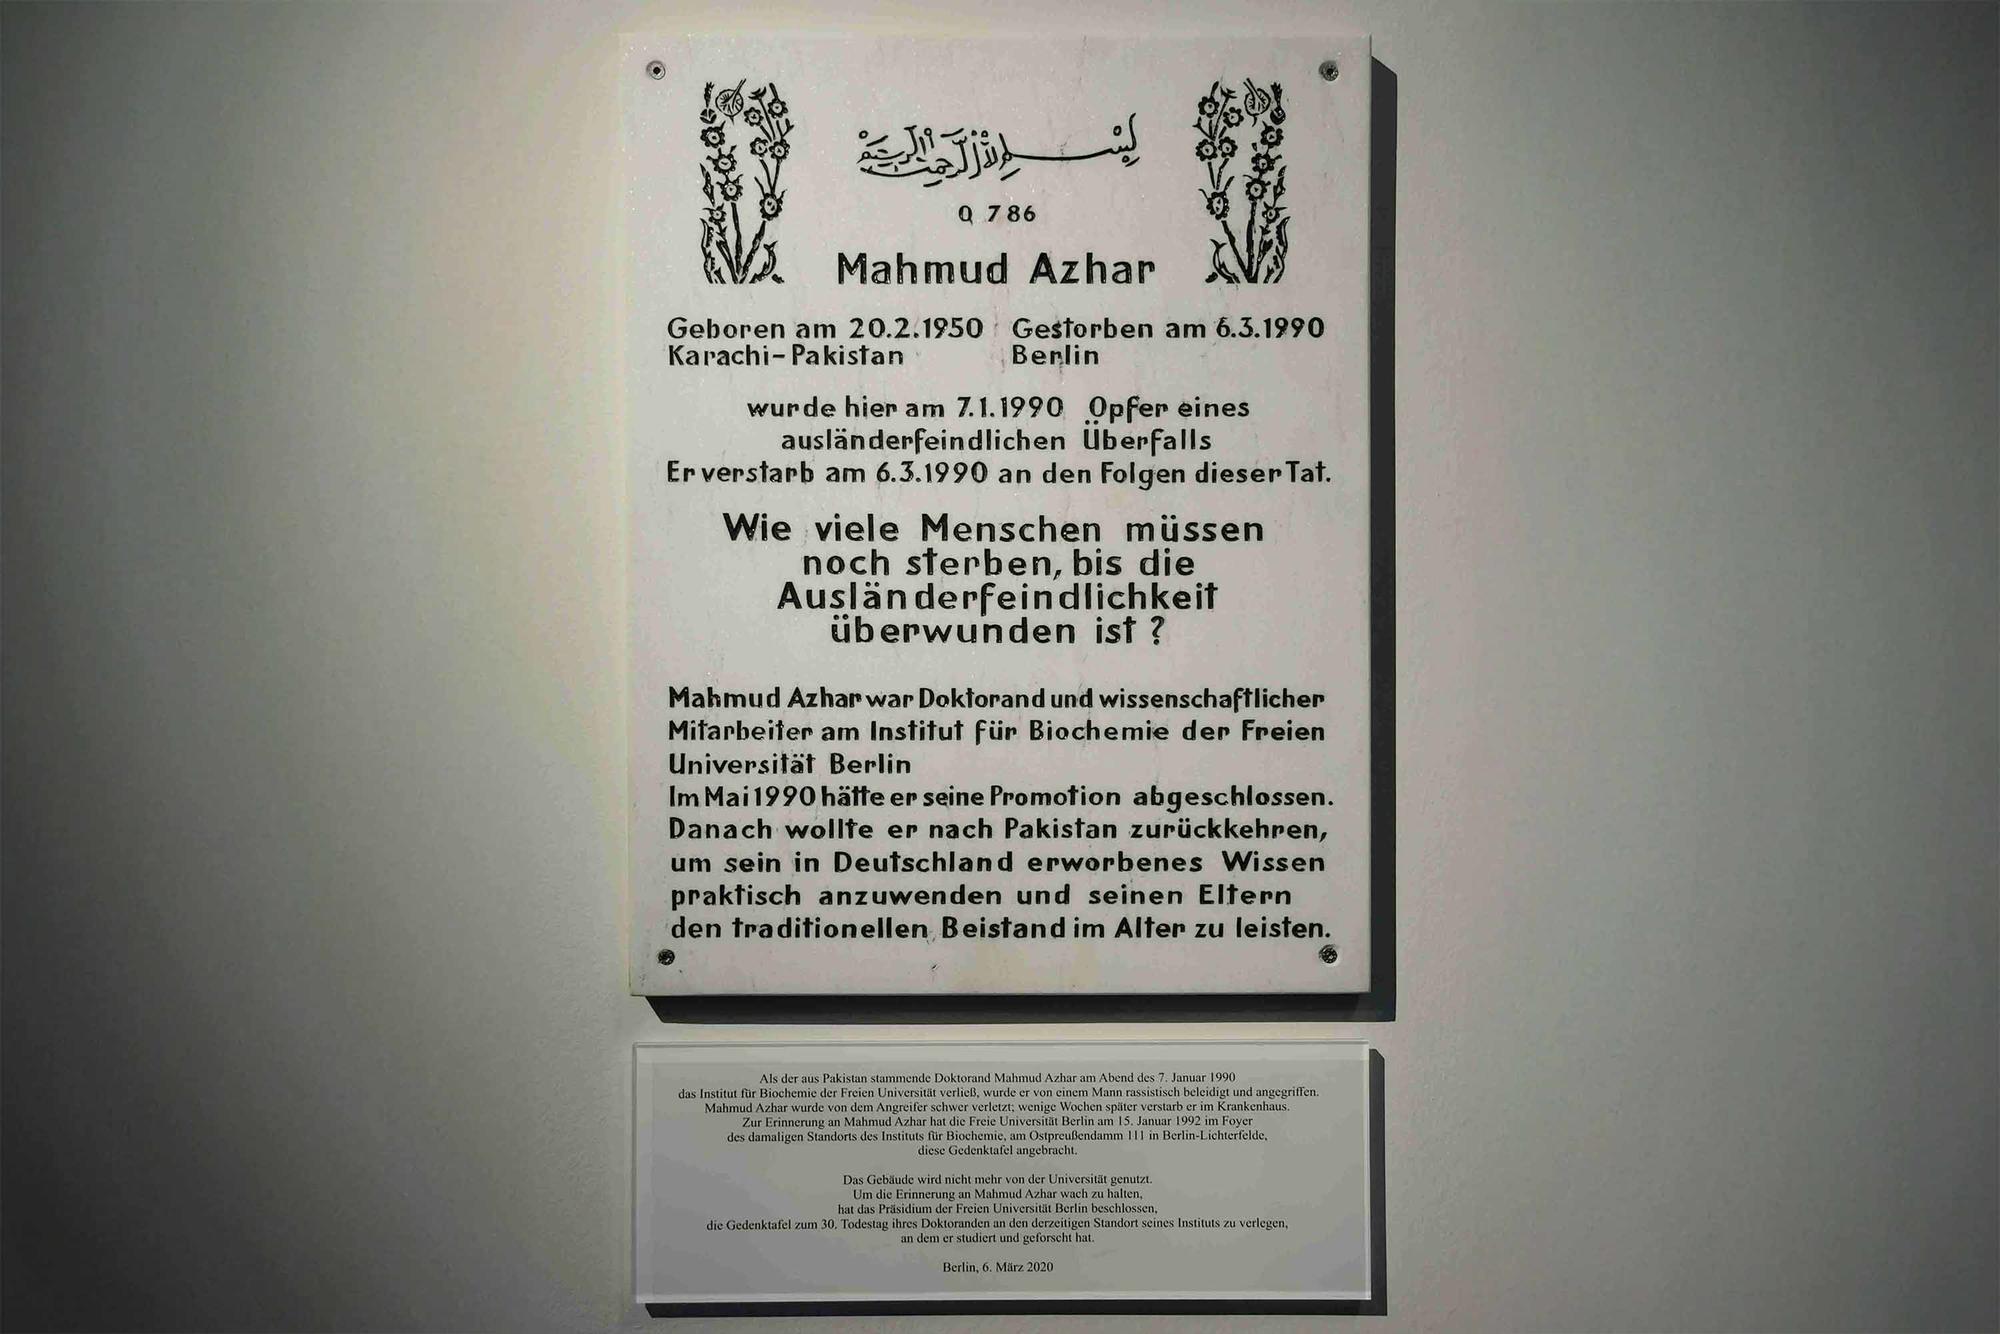 بسم الله الرحمن الرحيم
Q 786
Mahmud Azhar
Geboren am 20.2.1950 Gestorben am 6.3.1990
Karachi-Pakistan Berlin
wurde hier am 7.1.1990 Opfer eines
ausländerfeindlichen Überfalls
Er verstarb am 6.3.1990 an den Folgen dieser Tat.
Wie viele Menschen müssen
noch sterben, bis die
Ausländerfeindlichkeit
überwunden ist ?
Mahmud Azhar war Doktorand und wissenschaftlicher
Mitarbeiter am Institut für Biochemie der Freien
Universität Berlin
Im Mai 1990 hätte er seine Promotion abgeschlossen.
Danach wollte er nach Pakistan zurückkehren,
um sein in Deutschland erworbenes Wissen
praktisch anzuwenden und seinen Eltern
den traditionellen Beistand im Alter zu leisten.
Als der aus Pakistan stammende Doktorand Mahmud Azhar am Abend des 7. Januar 1990
das Institut für Biochemie der Freien Universität verließ, wurde er von einem Mann rassistisch beleidigt und angegriffen.
Mahmud Azhar wurde von dem Angreifer schwer verletzt; wenige Wochen später verstarb er im Krankenhaus.
Zur Erinnerung an Mahmud Azhar hat die Freie Universität Berlin am 15. Januar 1992 im Foyer
des damaligen Standorts des Instituts für Biochemie, am Ostpreußendamm 111 in Berlin-Lichterfelde,
diese Gedenktafel angebracht.
Das Gebäude wird nicht mehr von der Universität genutzt.
Um die Erinnerung an Mahmud Azhar wach zu halten,
hat das Präsidium der Freien Universität Berlin beschlossen,
die Gedenktafel zum 30. Todestag ihres Doktoranden an den derzeitigen Standort seines Instituts zu verlegen,
an dem er studiert und geforscht hat.
Berlin, 6. März 2020